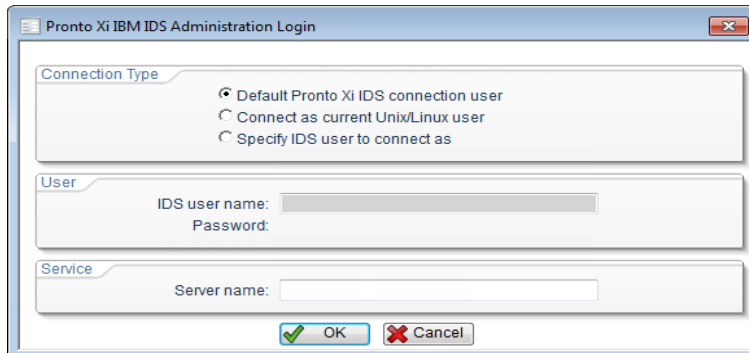 Pronto Xi IBM IDS Administration Login
Connection Type
Default Pronto Xi IDS connection user
Connect as current Unix/Linux user
Specify IDS user to connect as
User
IDS user name:
Password:
Service
Server name:
OK Cancel